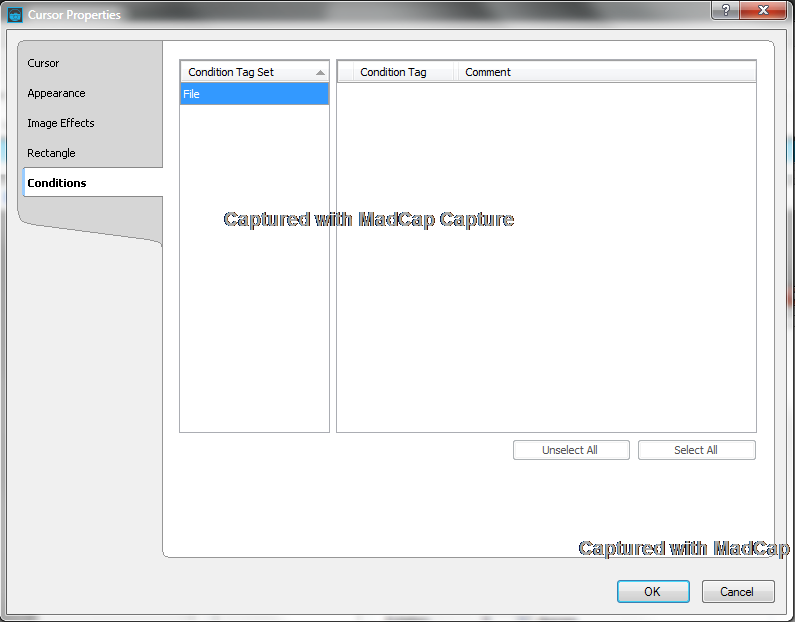 Cursor Properties
?
Cursor
Appearance
Image Effects
Rectangle
Conditions
Condition Tag Set
Condition Tag
Comment
File
Captured with MadCap Capture
Unselect All
Select All
Captured with MadCap
OK
Cancel